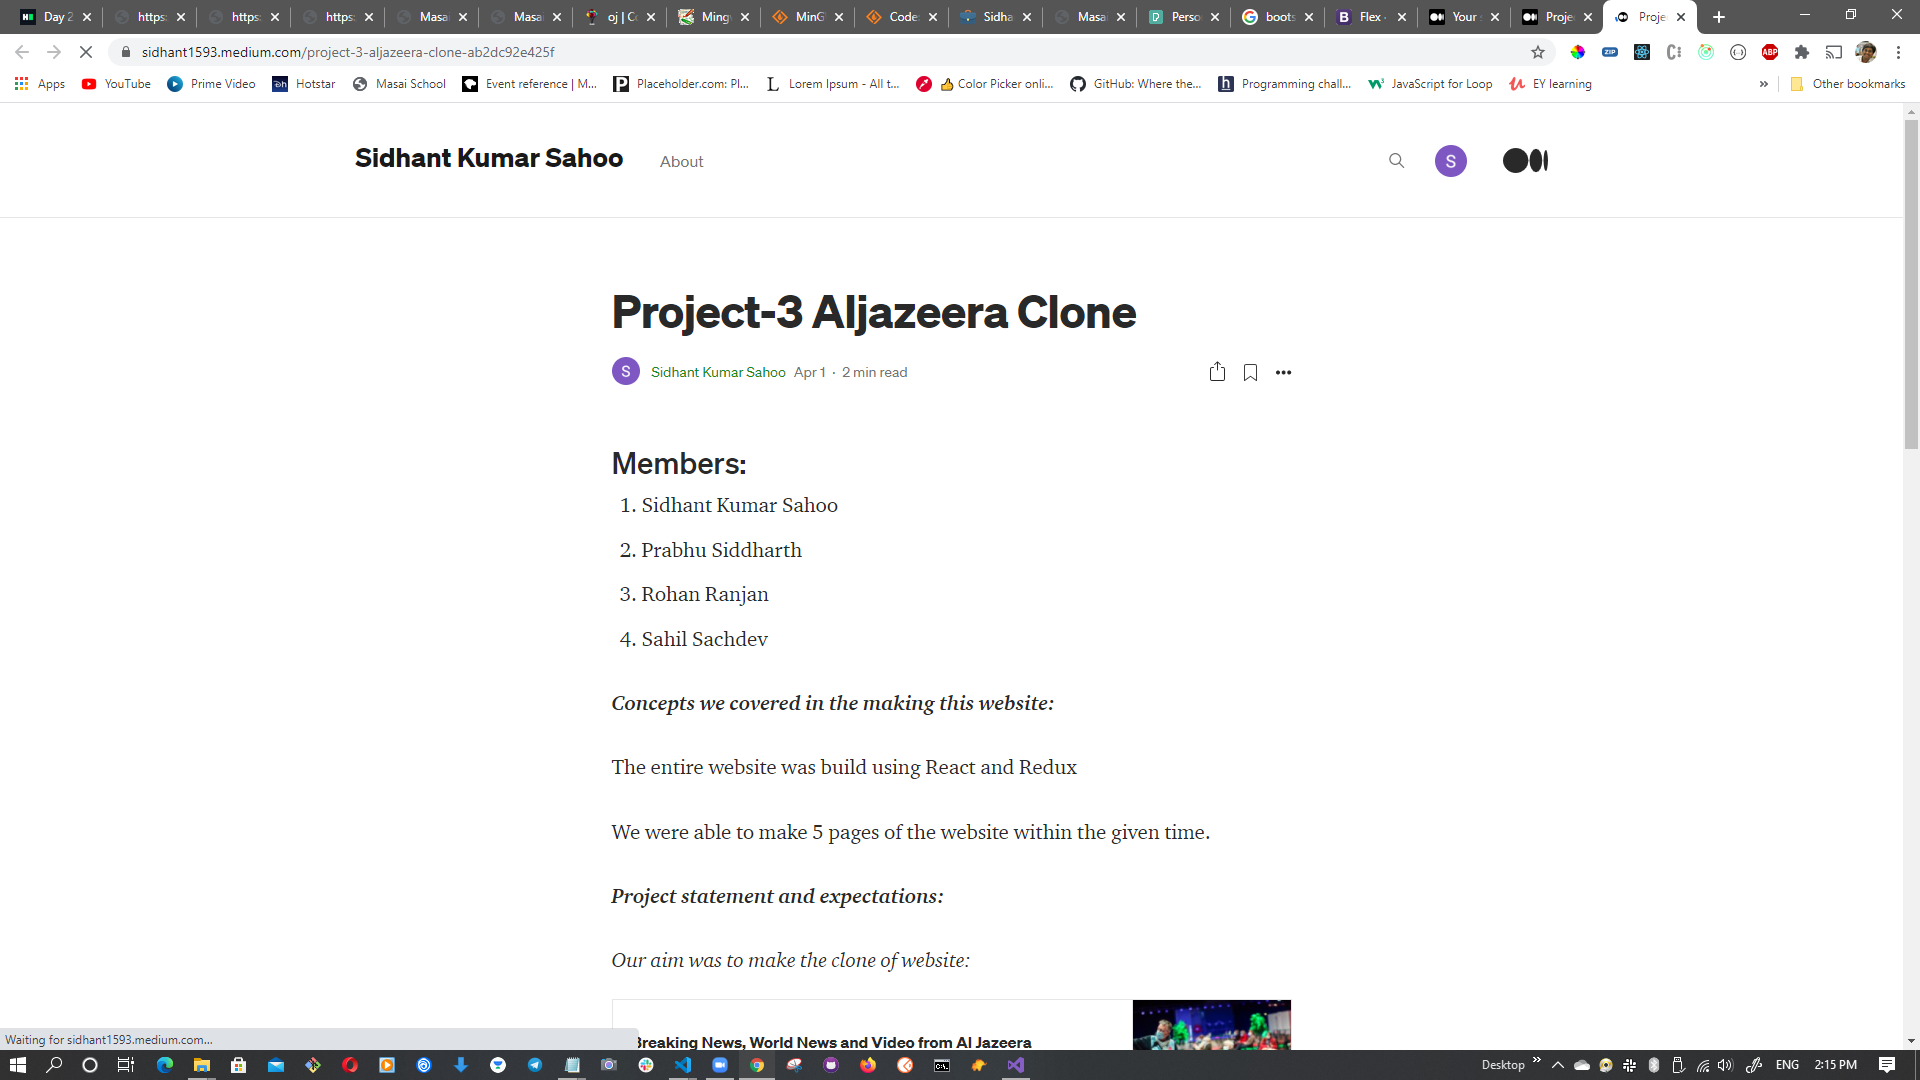 Day 2
https:
https:
https:
Masai
Masai
oj | Co
Mingw
MinG
Code:
Sidha
Masai
Perso
boots
Flex ·
Your s
Proje
Proje
sidhant1593.medium.com/project-3-aljazeera-clone-ab2dc92e425f
Apps
YouTube
Prime Video
Hotstar
Masai School
Event reference | M...
Placeholder.com: Pl...
Lorem Ipsum - All t...
👍 Color Picker onli...
GitHub: Where the...
Programming chall...
JavaScript for Loop
EY learning
»
Other bookmarks
Sidhant Kumar Sahoo
About
S
Project-3 Aljazeera Clone
S
Sidhant Kumar Sahoo Apr 1 · 2 min read
Members:
1. Sidhant Kumar Sahoo
2. Prabhu Siddharth
3. Rohan Ranjan
4. Sahil Sachdev
Concepts we covered in the making this website:
The entire website was build using React and Redux
We were able to make 5 pages of the website within the given time.
Project statement and expectations:
Our aim was to make the clone of website:
Breaking News, World News and Video from Al Jazeera
Waiting for sidhant1593.medium.com...
Desktop
»
ENG
2:15 PM